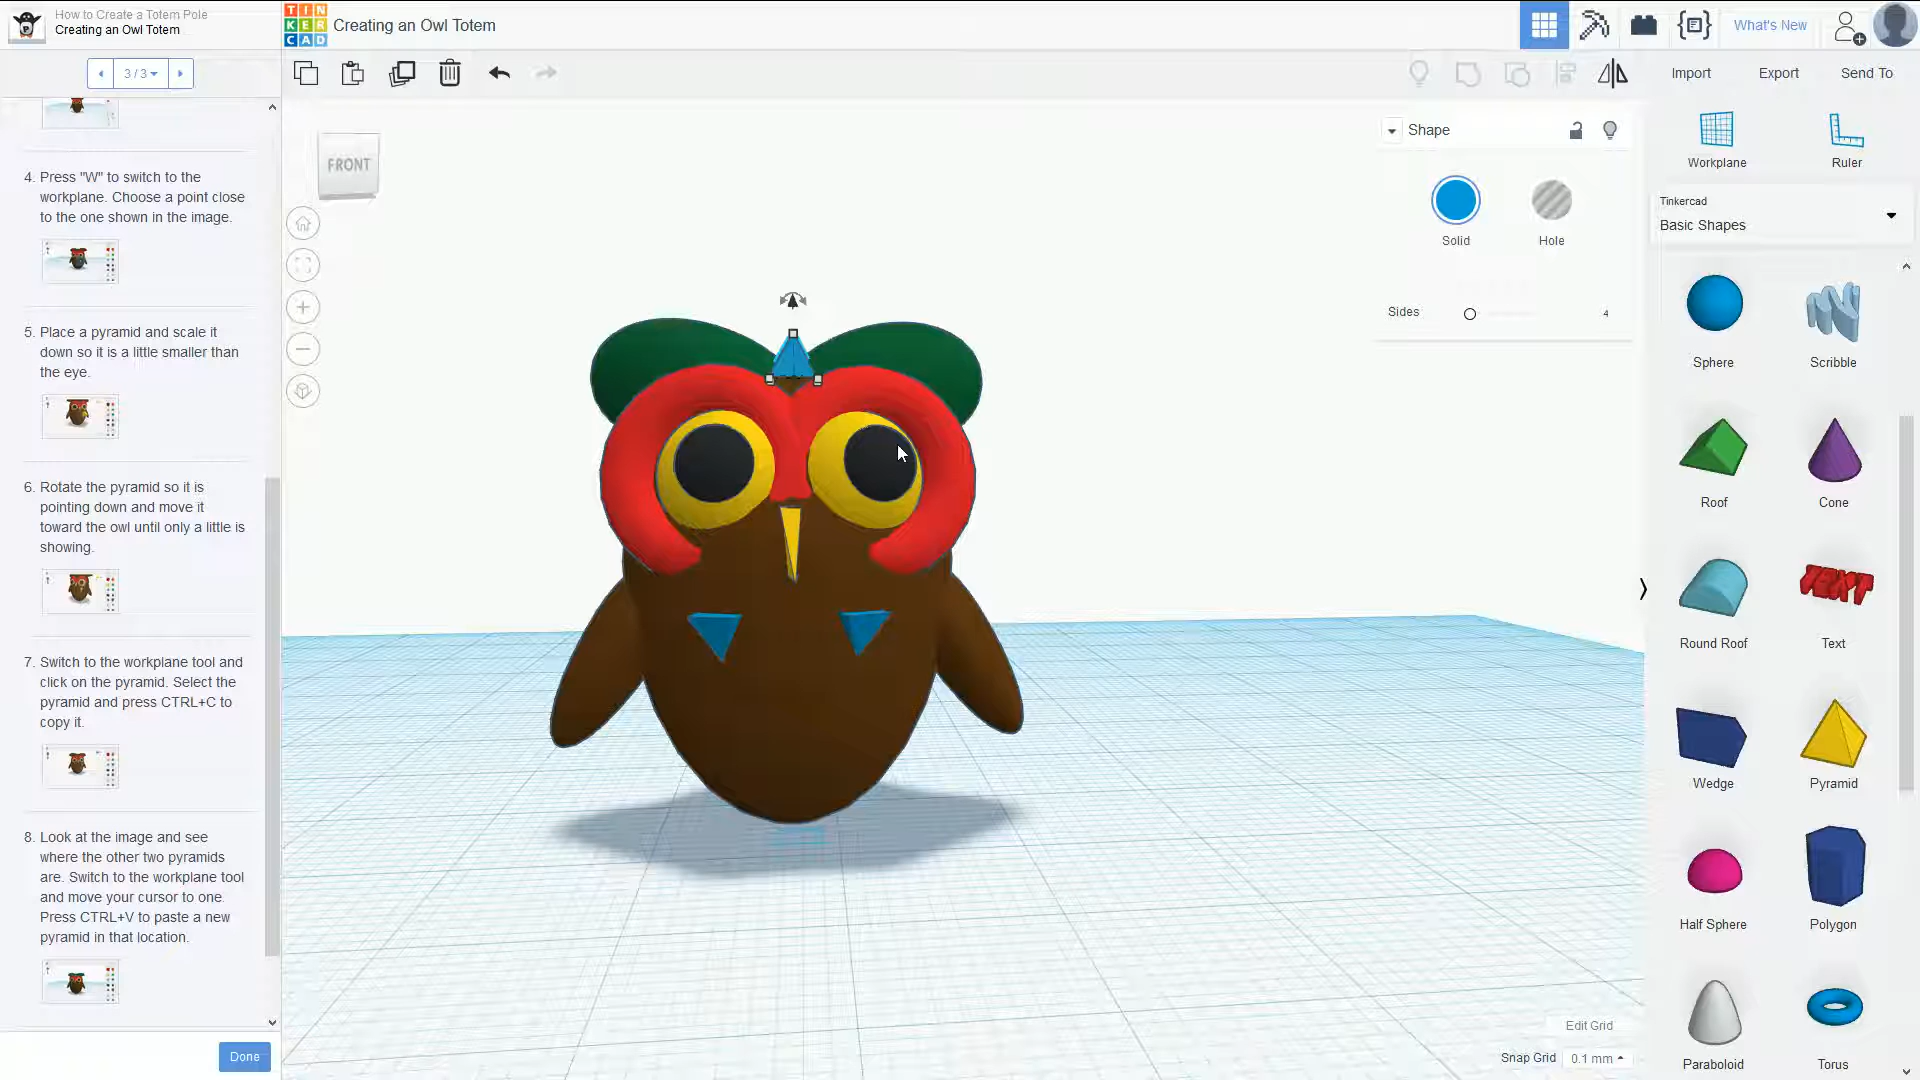 How to Create a Totem Pole
Creating an Owl Totem
TIN
KER
CAD
Creating an Owl Totem
What's New
3 / 3
Import
Export
Send To
4. Press "W" to switch to the
workplane. Choose a point close
to the one shown in the image.
5. Place a pyramid and scale it
down so it is a little smaller than
the eye.
6. Rotate the pyramid so it is
pointing down and move it
toward the owl until only a little is
showing.
7. Switch to the workplane tool and
click on the pyramid. Select the
pyramid and press CTRL+C to
copy it.
8. Look at the image and see
where the other two pyramids
are. Switch to the workplane tool
and move your cursor to one.
Press CTRL+V to paste a new
pyramid in that location.
Done
FRONT
Shape
Solid
Hole
Sides
4
Workplane
Ruler
Tinkercad
Basic Shapes
Sphere
Scribble
Roof
Cone
Round Roof
TEXT
Text
Wedge
Pyramid
Half Sphere
Polygon
Paraboloid
Torus
Edit Grid
Snap Grid
0.1 mm